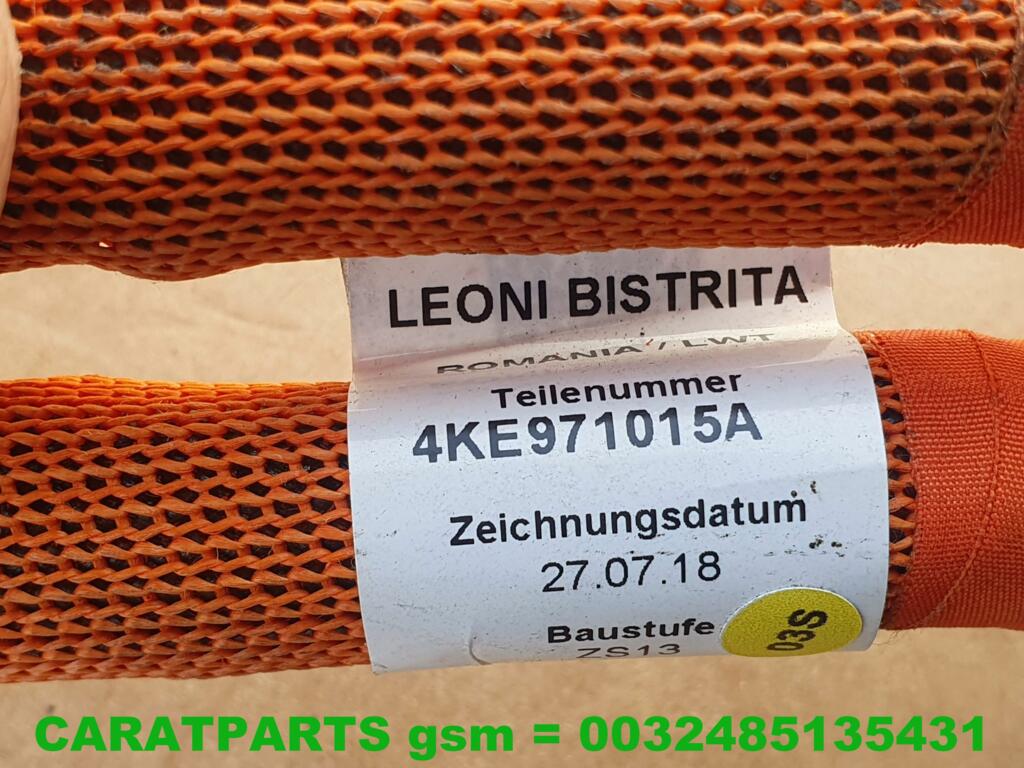 LEONI BISTRITA
ROMANIA / LWT
Teilenummer
4KE971015A
Zeichnungsdatum
27.07.18
Baustufe
ZS13
03S
CARATPARTS gsm = 0032485135431